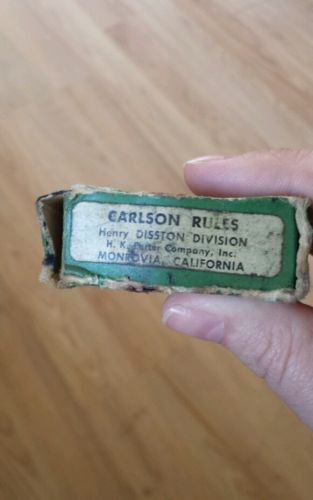 CARLSON RULES
Henry DISSTON DIVISION
H. K. Porter Company, Inc.
MONROVIA, CALIFORNIA